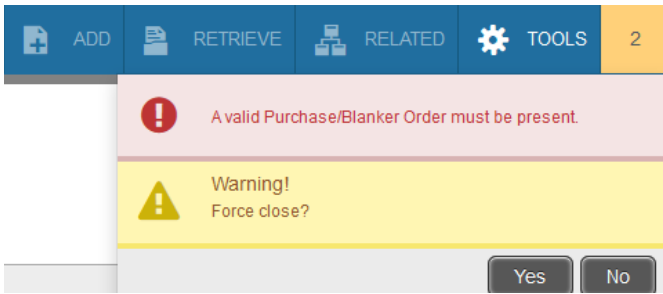 ADD RETRIEVE RELATED TOOLS 2
A valid Purchase/Blanker Order must be present.
Warning!
Force close?
Yes No